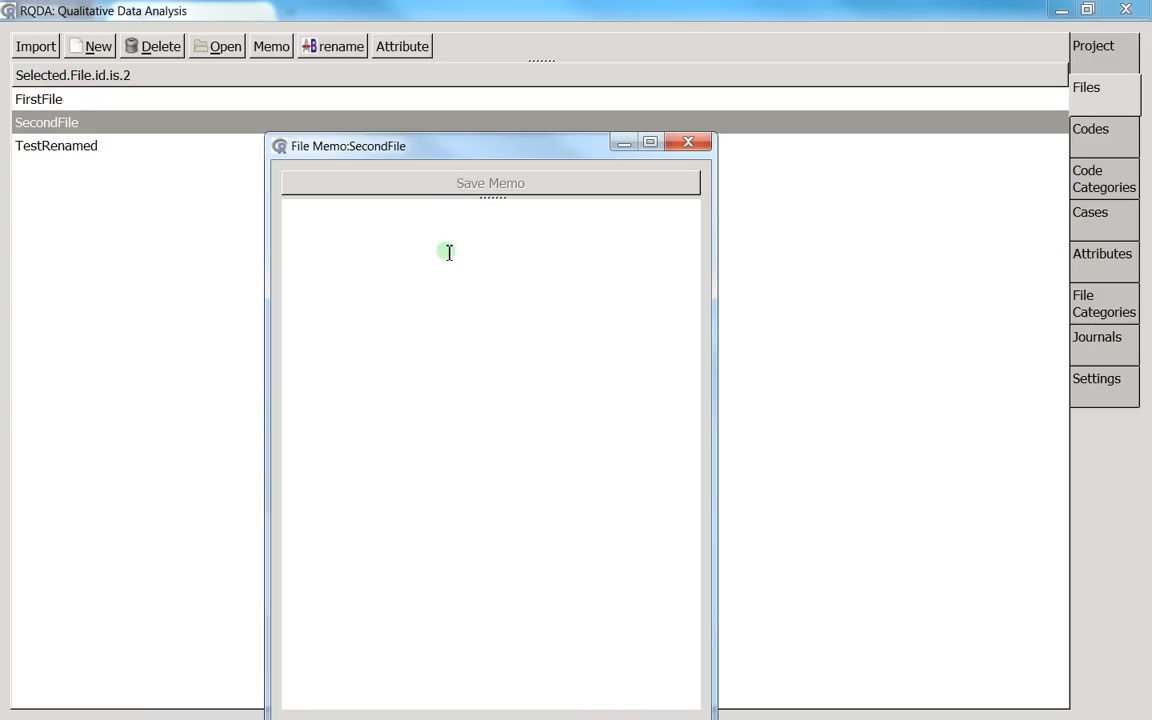 RQDA: Qualitative Data Analysis
Import New Delete Open Memo rename Attribute
Selected.File.id.is.2
FirstFile
SecondFile
TestRenamed
File Memo:SecondFile
Save Memo
Project
Files
Codes
Code
Categories
Cases
Attributes
File
Categories
Journals
Settings